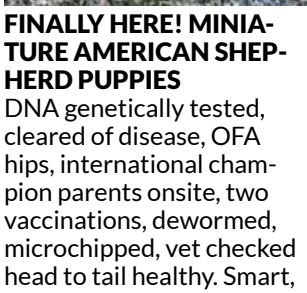 FINALLY HERE! MINIA-
TURE AMERICAN SHEP-
HERD PUPPIES
DNA genetically tested,
cleared of disease, OFA
hips, international cham-
pion parents onsite, two
vaccinations, dewormed,
microchipped, vet checked
head to tail healthy. Smart,